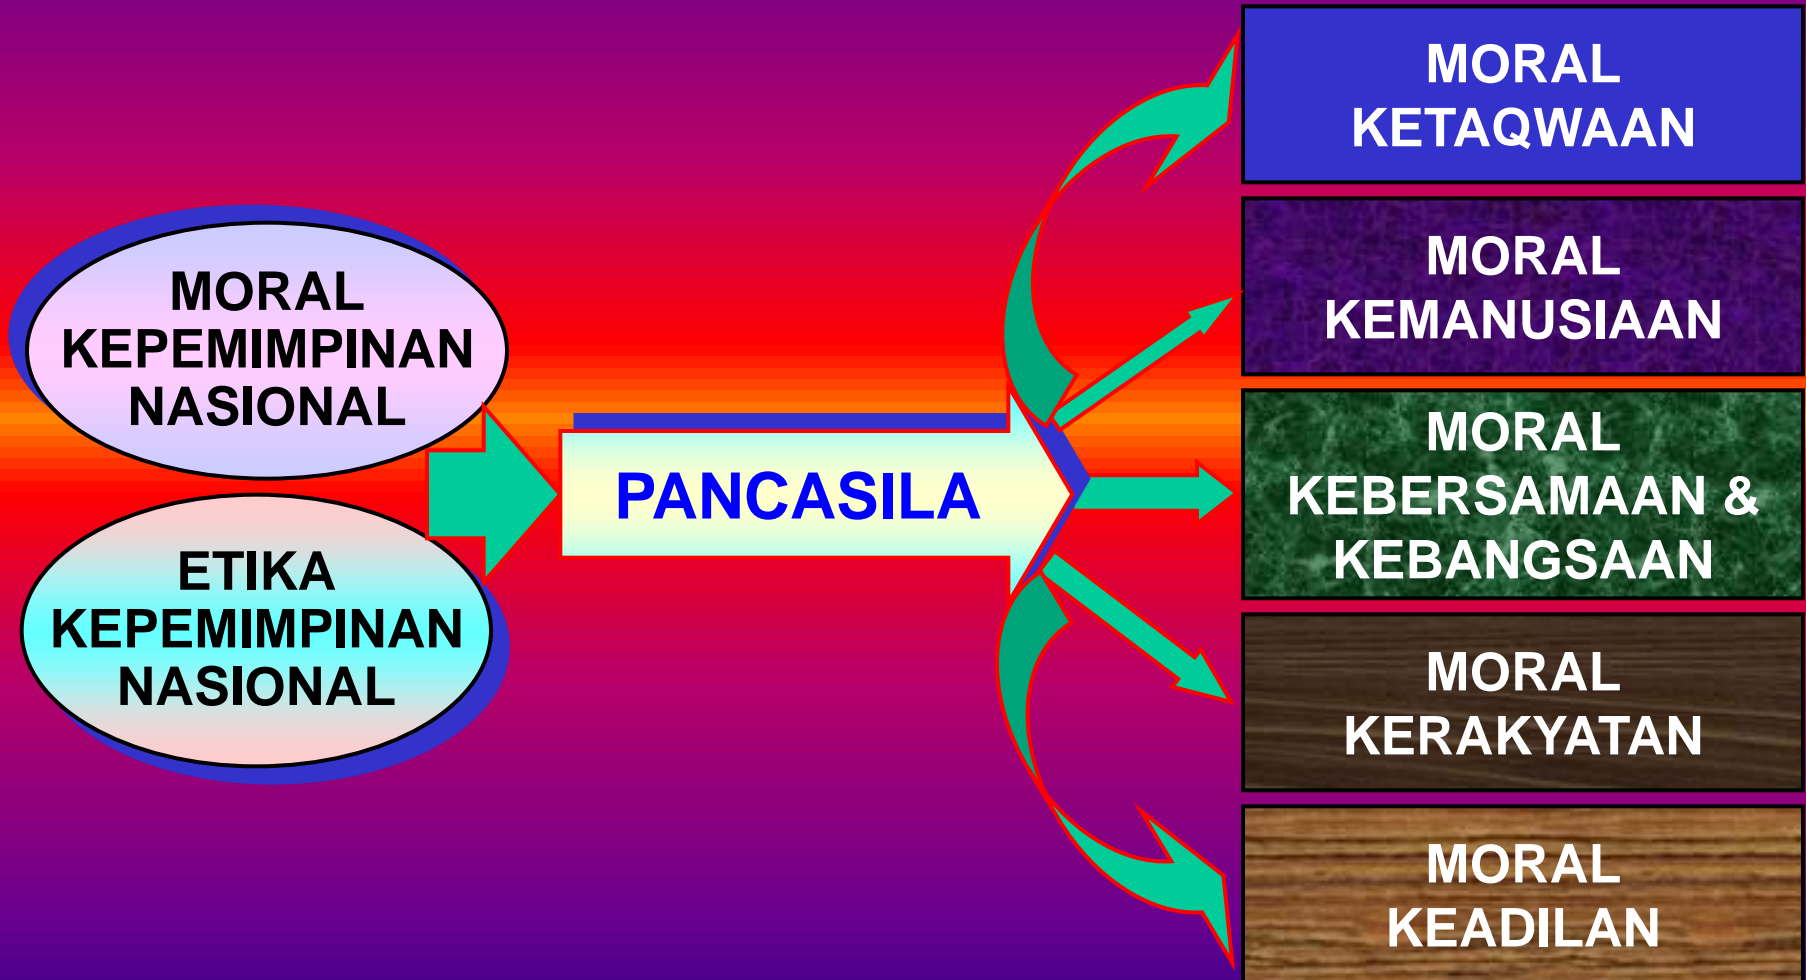 MORAL
KEPEMIMPINAN
NASIONAL
ETIKA
KEPEMIMPINAN
NASIONAL
PANCASILA
MORAL
KETAQWAAN
MORAL
KEMANUSIAAN
MORAL
KEBERSAMAAN &
KEBANGSAAN
MORAL
KERAKYATAN
MORAL
KEADILAN